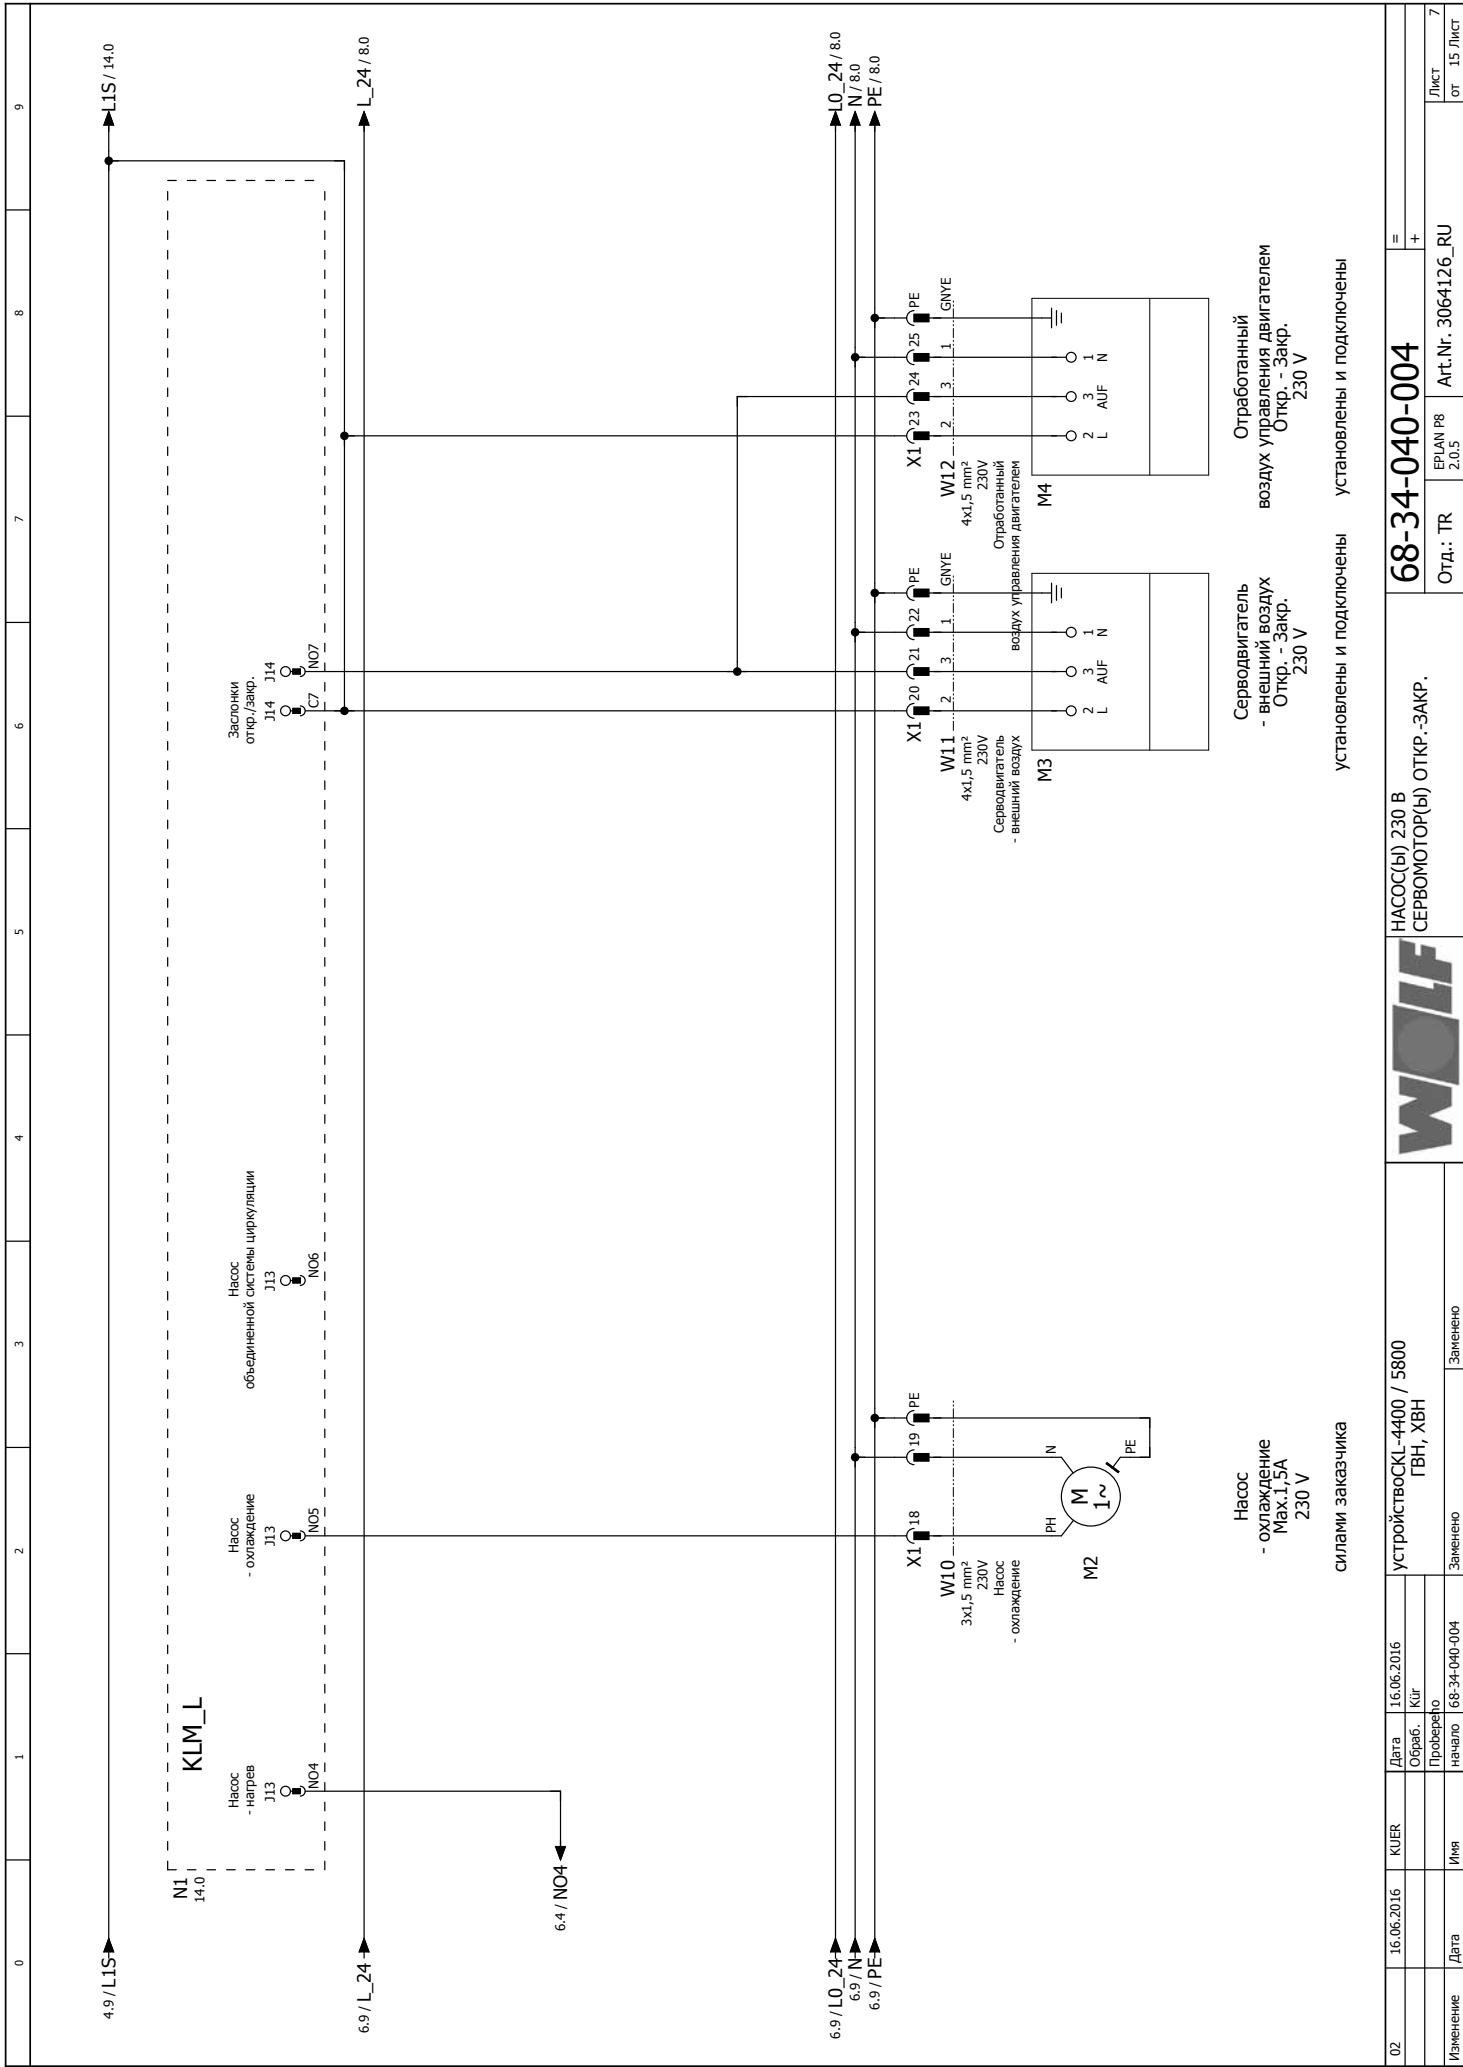 0
1
2
3
4
5
6
7
8
9
4.9 / L1S
L1S / 14.0
N1
14.0
KLM_L
Насос
- нагрев
J13
NO4
Насос
- охлаждение
J13
NO5
Насос
объединенной системы циркуляции
J13
NO6
Заслонки
откр./закр.
J14
C7
J14
NO7
6.9 / L_24
L_24 / 8.0
6.4 / NO4
6.9 / L0_24
6.9 / N
6.9 / PE
L0_24 / 8.0
N / 8.0
PE / 8.0
X1
18
19
PE
W10
3x1,5 mm²
230V
Насос
- охлаждение
PH
N
M
1~
PE
M2
X1
20
21
22
PE
W11
2
3
1
GNYE
4x1,5 mm²
230V
Серводвигатель
- внешний воздух
M3
2
3
1
L
AUF
N
X1
23
24
25
PE
W12
2
3
1
GNYE
4x1,5 mm²
230V
Отработанный
воздух управления двигателем
M4
2
3
1
L
AUF
N
Насос
- охлаждение
Max.1,5A
230 V
силами заказчика
Серводвигатель
- внешний воздух
Откр. - Закр.
230 V
установлены и подключены
Отработанный
воздух управления двигателем
Откр. - Закр.
230 V
установлены и подключены
02
16.06.2016
KUER
Изменение
Дата
Имя
Дата
16.06.2016
Обраб.
Kür
Проверено
начало
68-34-040-004
устройствоCKL-4400 / 5800
ГВН, ХВН
Заменено
Заменено
WOLF
НАСОС(Ы) 230 В
СЕРВОМОТОР(Ы) ОТКР.-ЗАКР.
68-34-040-004
=
+
Отд.: TR
EPLAN P8
2.0.5
Art.Nr. 3064126_RU
Лист
7
от
15 Лист